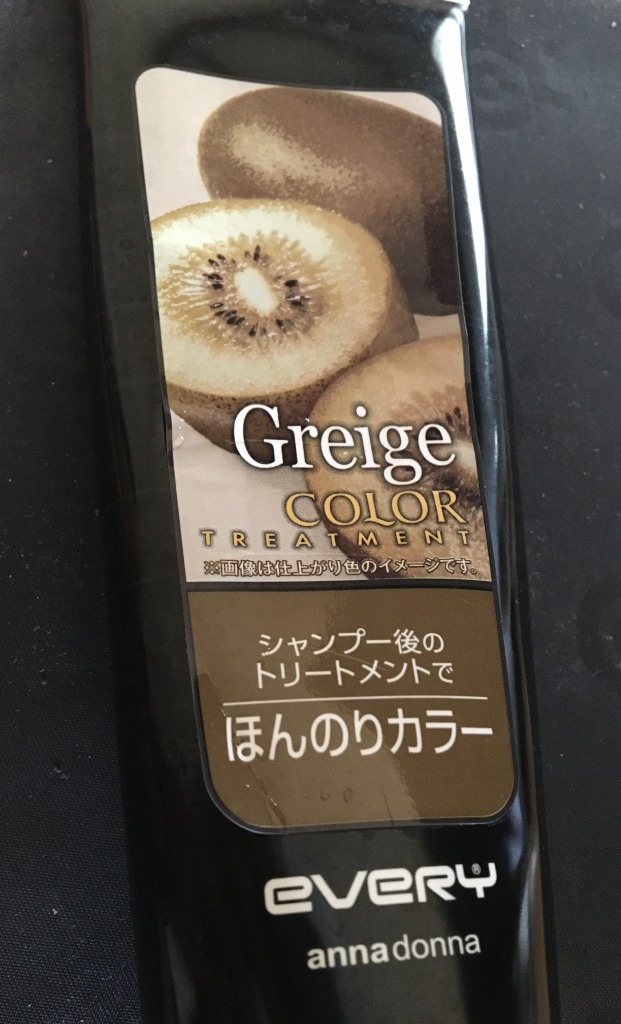 Greige
COLOR
TREATMENT
※画像は仕上がり色のイメージです。
シャンプー後の
トリートメントで
ほんのりカラー
eveRy®
annadonna